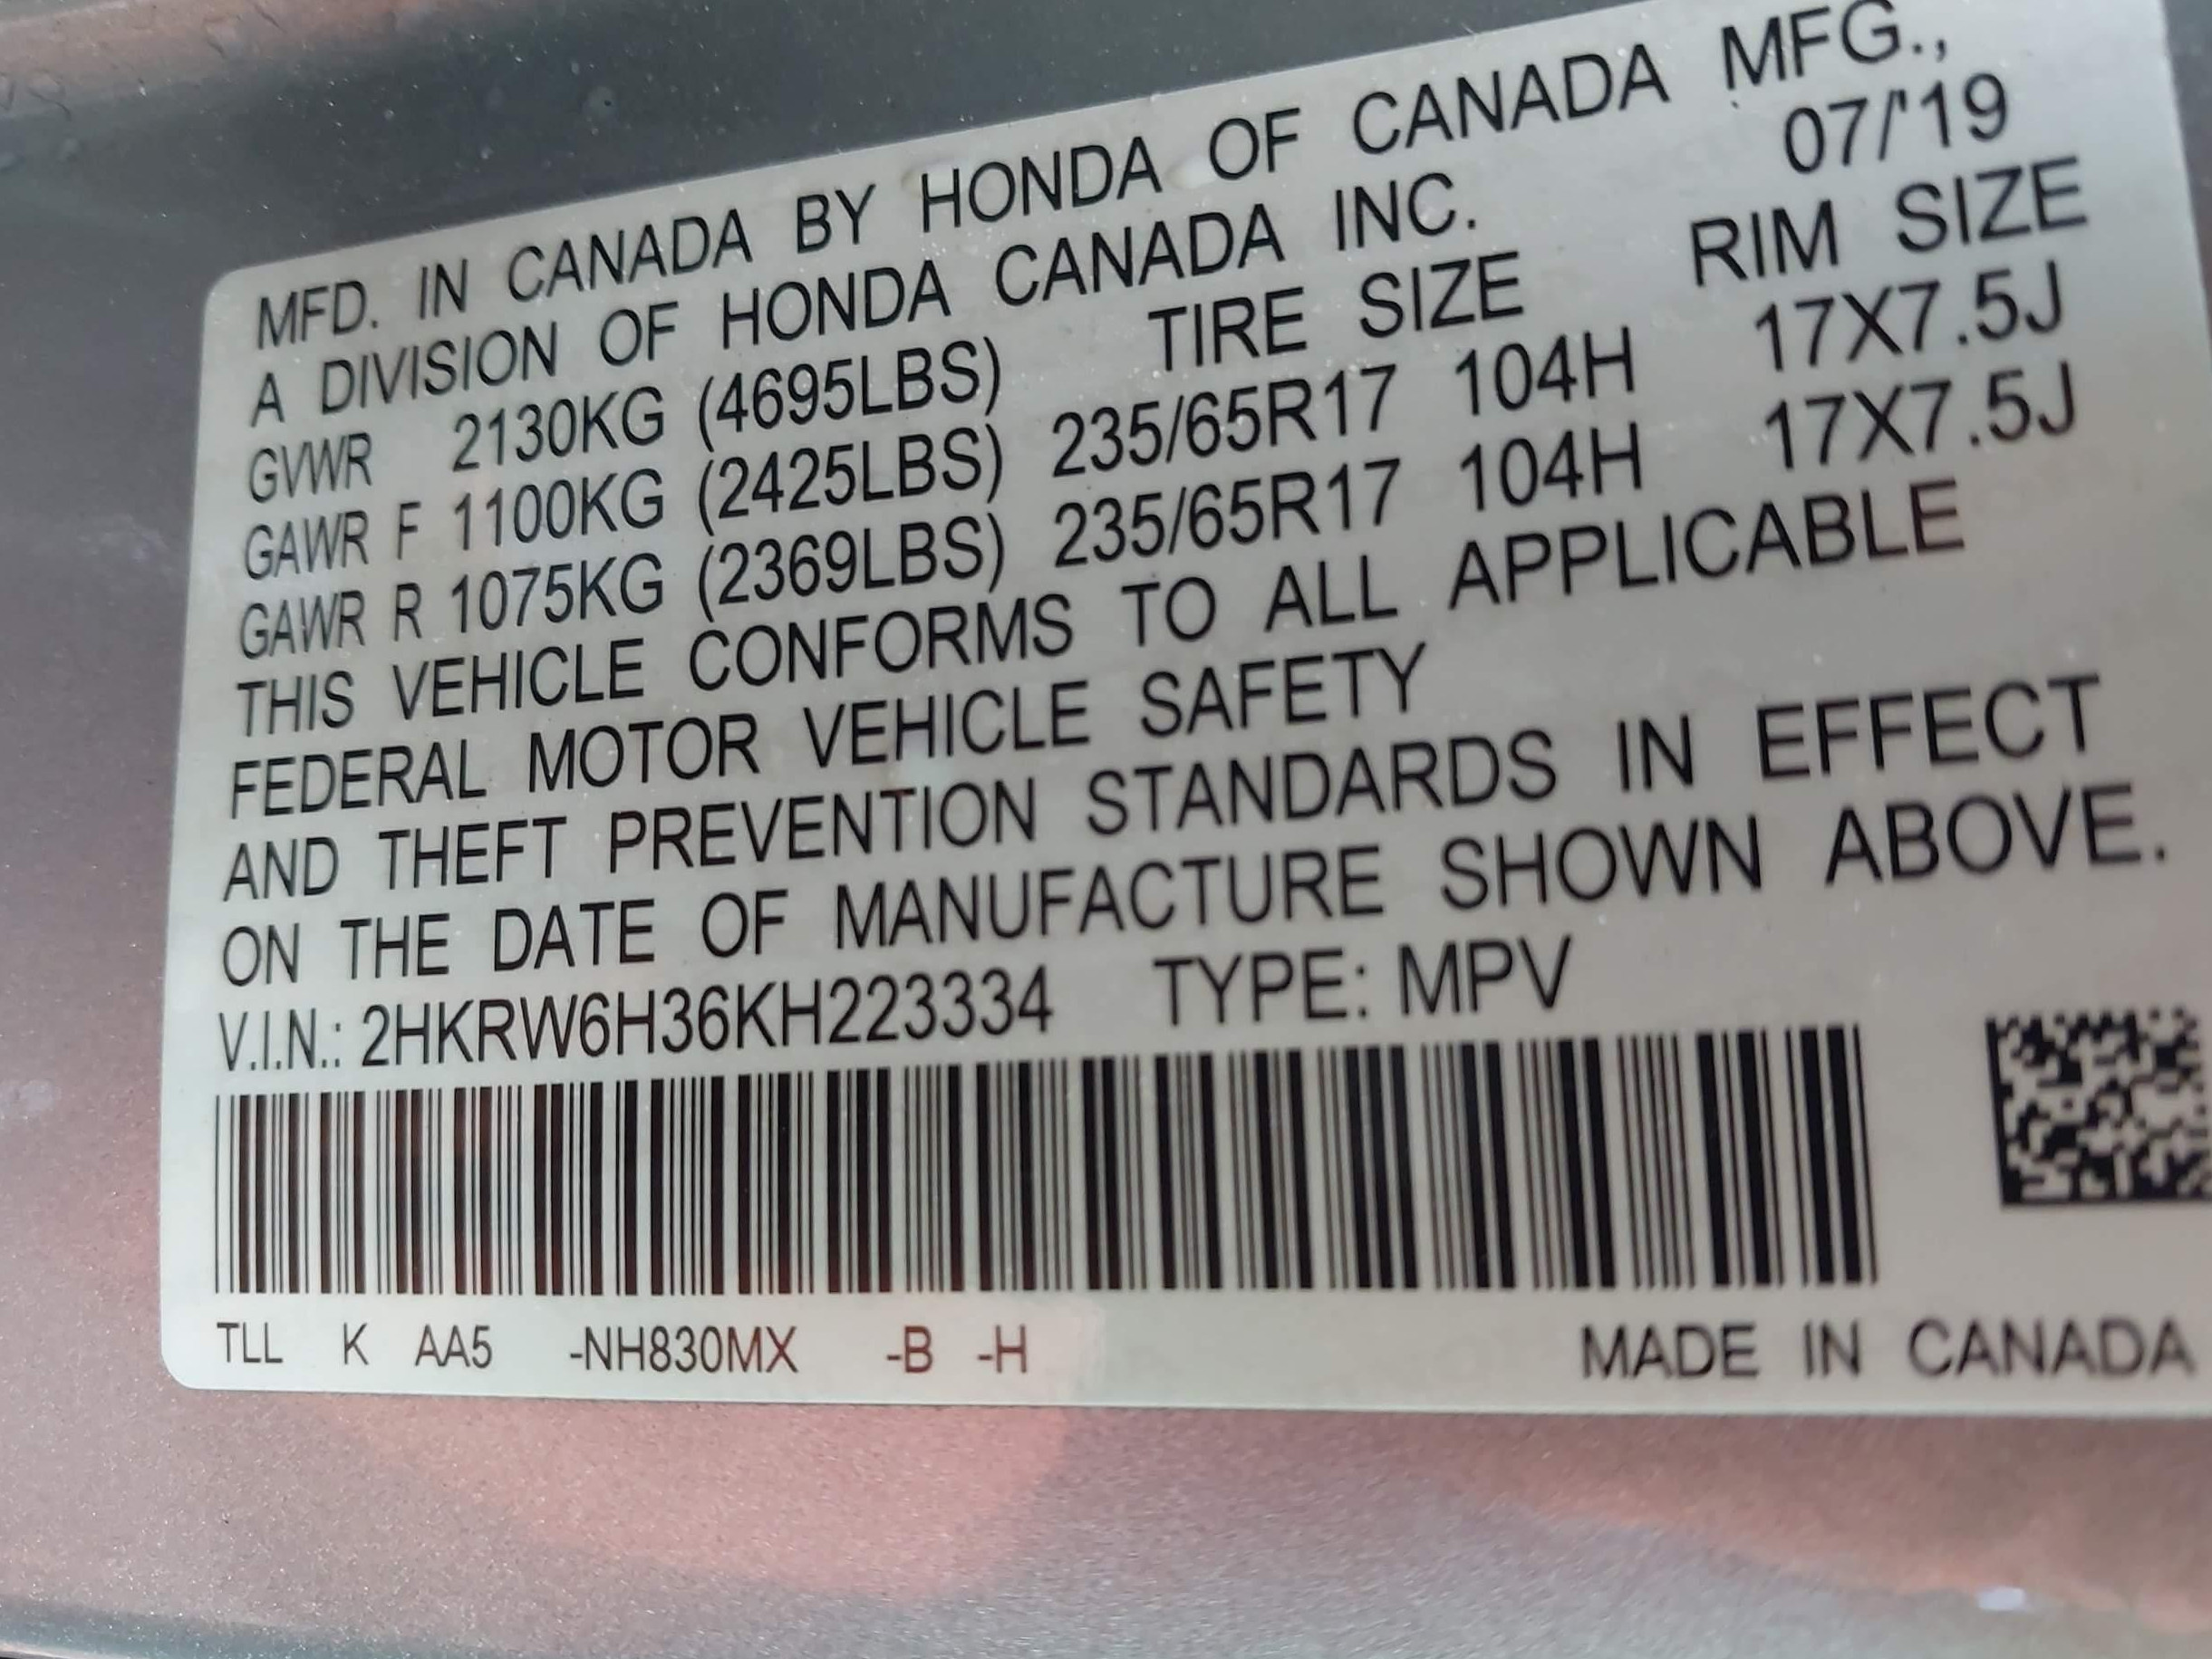 MFD. IN CANADA BY HONDA OF CANADA MFG.,
A DIVISION OF HONDA CANADA INC. 07/'19
GVWR 2130KG (4695LBS) TIRE SIZE RIM SIZE
GAWR F 1100KG (2425LBS) 235/65R17 104H 17X7.5J
GAWR R 1075KG (2369LBS) 235/65R17 104H 17X7.5J
THIS VEHICLE CONFORMS TO ALL APPLICABLE
FEDERAL MOTOR VEHICLE SAFETY
AND THEFT PREVENTION STANDARDS IN EFFECT
ON THE DATE OF MANUFACTURE SHOWN ABOVE.
V.I.N.: 2HKRW6H36KH223334 TYPE: MPV
TLL K AA5 -NH830MX -B -H MADE IN CANADA